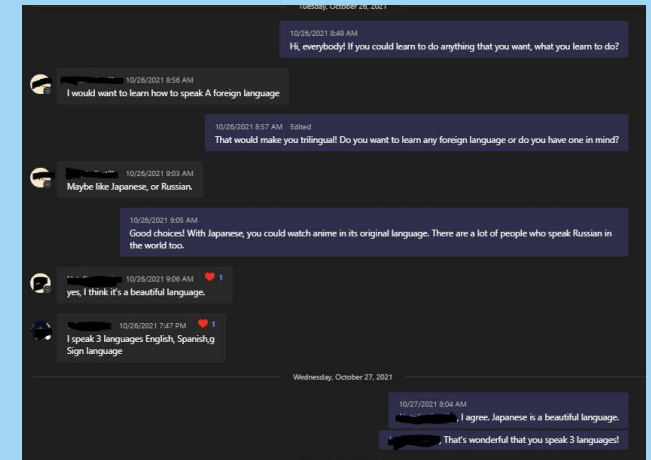 Tuesday, October 26, 2021
10/26/2021 8:49 AM
Hi, everybody! If you could learn to do anything that you want, what you learn to do?
10/26/2021 8:56 AM
I would want to learn how to speak A foreign language
10/26/2021 8:57 AM Edited
That would make you trilingual! Do you want to learn any foreign language or do you have one in mind?
10/26/2021 9:03 AM
Maybe like Japanese, or Russian.
10/26/2021 9:05 AM
Good choices! With Japanese, you could watch anime in its original language. There are a lot of people who speak Russian in
the world too.
10/26/2021 9:06 AM 1
yes, I think it's a beautiful language.
10/26/2021 7:47 PM 1
I speak 3 languages English, Spanish,g
Sign language
Wednesday, October 27, 2021
10/27/2021 8:04 AM
, I agree. Japanese is a beautiful language.
, That's wonderful that you speak 3 languages!